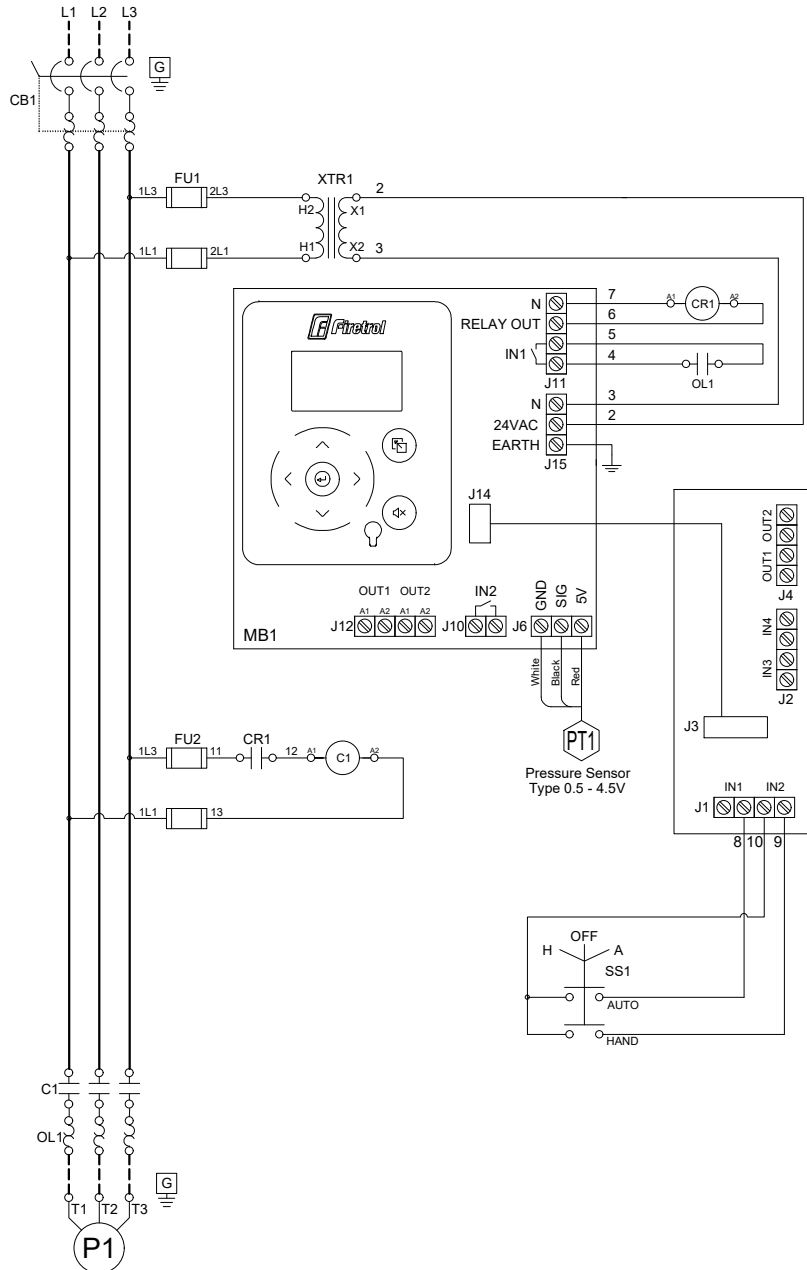 L1 L2 L3
G
CB1
FU1 XTR1
1L3 2L3 H2 X1 2
1L1 2L1 H1 X2 3
Firetrol
N 7 A1 CR1 A2
RELAY OUT 6
5
IN1 4
OL1
J11
N 3
24VAC 2
EARTH
J15
J14
OUT2
OUT1
J4
IN4
IN3
J2
OUT1 OUT2 IN2 GND SIG 5V
A1 A2 A1 A2
J12 J10 J6
MB1
White Black Red
J3
PT1
Pressure Sensor
Type 0.5 - 4.5V
FU2 CR1
1L3 11 12 A1 C1 A2
1L1 13
IN1 IN2
J1
8 10 9
OFF
H A
SS1
AUTO
HAND
C1
OL1
G
T1 T2 T3
P1